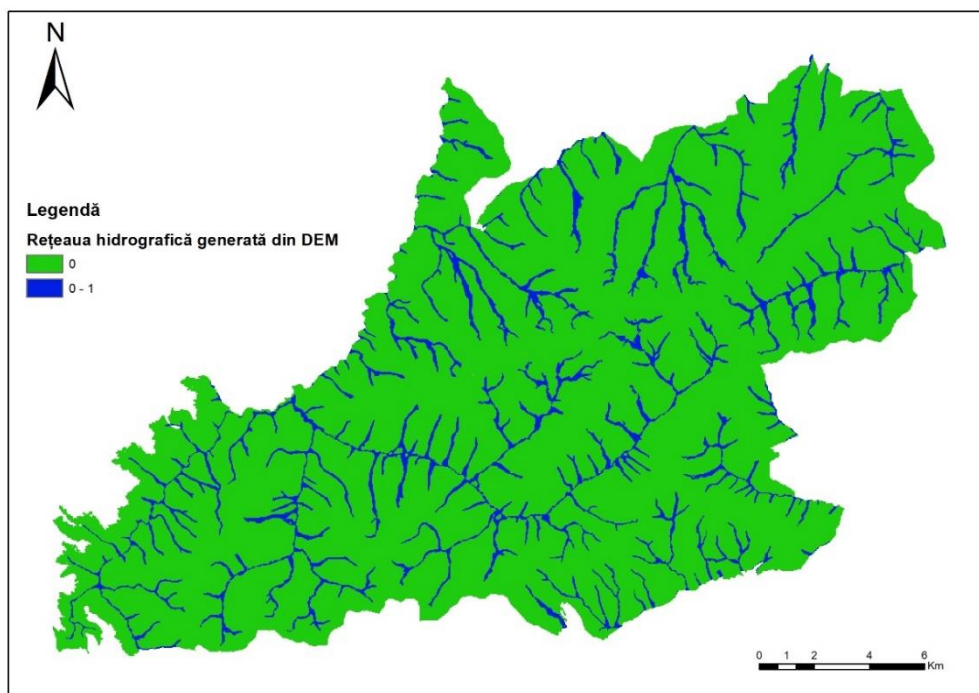 N
Legendă
Rețeaua hidrografică generată din DEM
0
0 - 1
0 1 2 4 6
Km